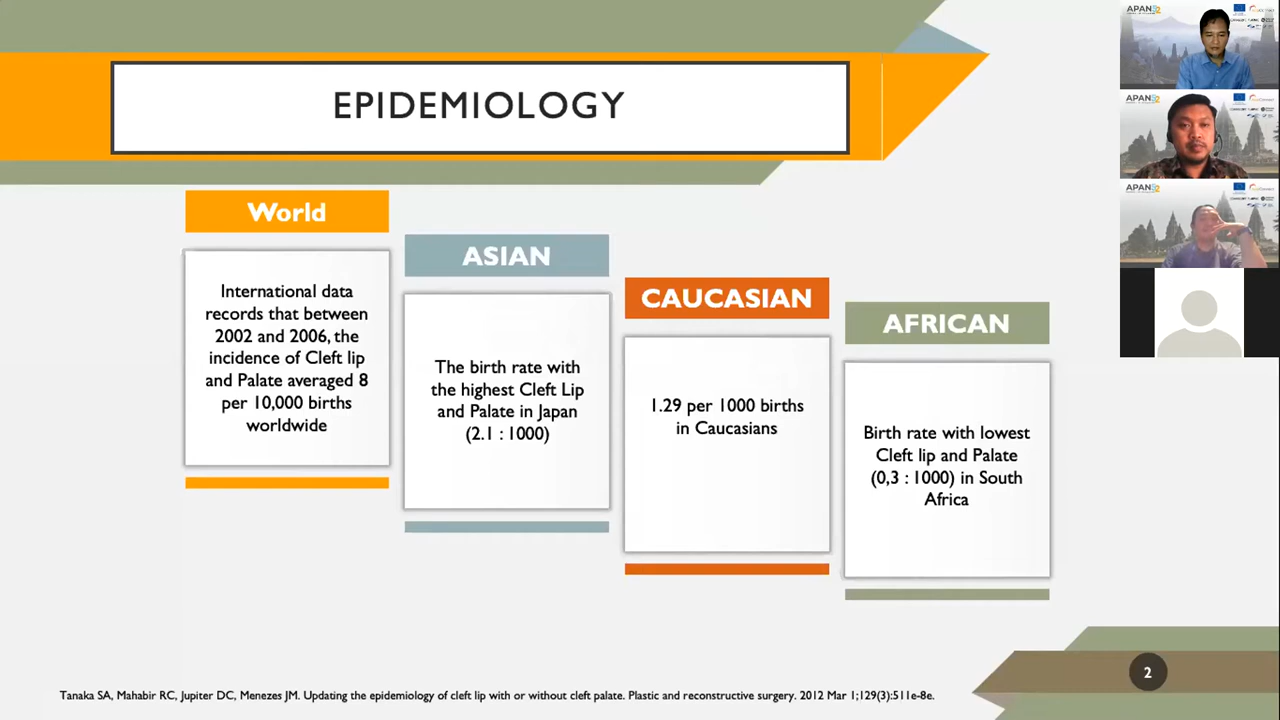 EPIDEMIOLOGY
World
International data
records that between
2002 and 2006, the
incidence of Cleft lip
and Palate averaged 8
per 10,000 births
worldwide
ASIAN
The birth rate with
the highest Cleft Lip
and Palate in Japan
(2.1 : 1000)
CAUCASIAN
1.29 per 1000 births
in Caucasians
AFRICAN
Birth rate with lowest
Cleft lip and Palate
(0,3 : 1000) in South
Africa
Tanaka SA, Mahabir RC, Jupiter DC, Menezes JM. Updating the epidemiology of cleft lip with or without cleft palate. Plastic and reconstructive surgery. 2012 Mar 1;129(3):511e-8e.
2
APAN52
APAN52
APAN52